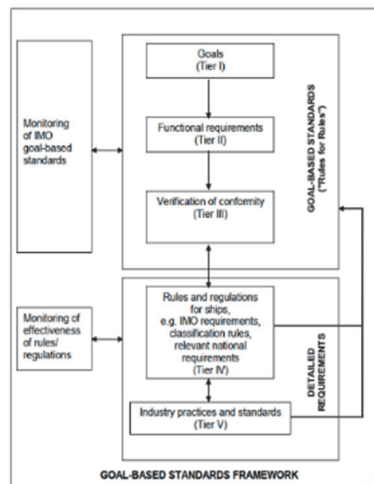 Goals
(Tier I)
Monitoring
of IMO
goal-based
standards
Functional requirements
(Tier II)
Verification of conformity
(Tier III)
GOAL-BASED STANDARDS
("Rules for Rules")
Monitoring of
effectiveness
of rules/
regulations
Rules and regulations
for ships,
e.g. IMO requirements,
classification rules,
relevant national
requirements
(Tier IV)
Industry practices and standards
(Tier V)
DETAILED
REQUIREMENTS
GOAL-BASED STANDARDS FRAMEWORK